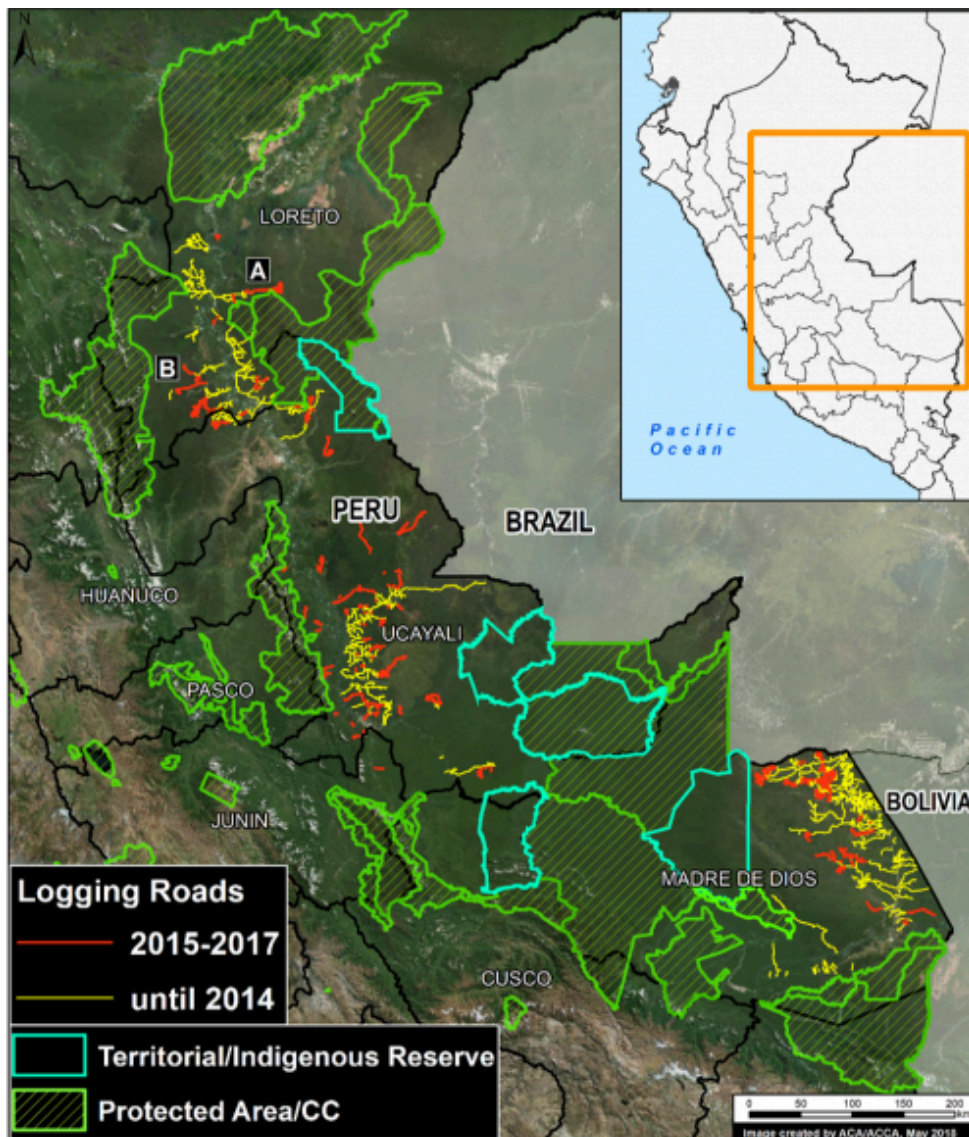 N
LORETO
A
B
PERU
BRAZIL
HUANUCO
UCAYALI
PASCO
JUNIN
BOLIVIA
MADRE DE DIOS
CUSCO
Pacific
Ocean
Logging Roads
2015-2017
until 2014
Territorial/Indigenous Reserve
Protected Area/CC
0 50 100 150 200
km
Image created by ACA/ACCA, May 2018